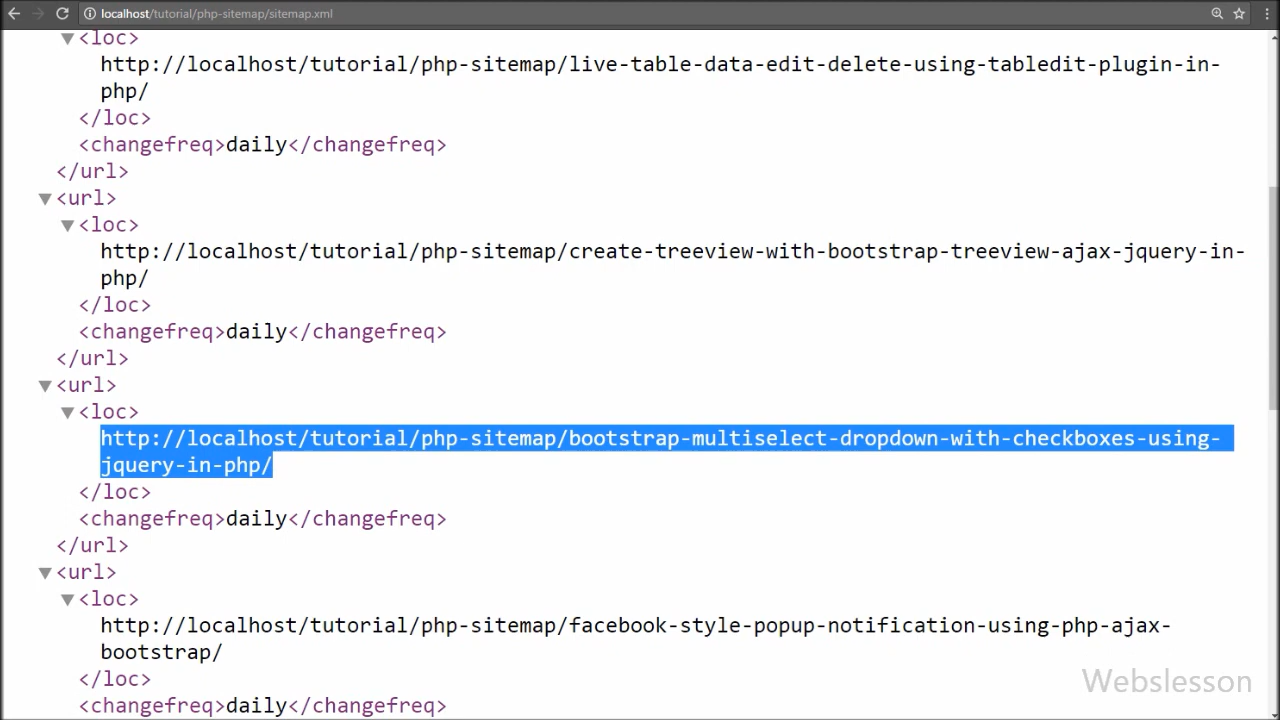 localhost/tutorial/php-sitemap/sitemap.xml
<loc>
http://localhost/tutorial/php-sitemap/live-table-data-edit-delete-using-tabledit-plugin-in-
php/
</loc>
<changefreq>daily</changefreq>
</url>
<url>
<loc>
http://localhost/tutorial/php-sitemap/create-treeview-with-bootstrap-treeview-ajax-jquery-in-
php/
</loc>
<changefreq>daily</changefreq>
</url>
<url>
<loc>
http://localhost/tutorial/php-sitemap/bootstrap-multiselect-dropdown-with-checkboxes-using-
jquery-in-php/
</loc>
<changefreq>daily</changefreq>
</url>
<url>
<loc>
http://localhost/tutorial/php-sitemap/facebook-style-popup-notification-using-php-ajax-
bootstrap/
</loc>
<changefreq>daily</changefreq>
Webslesson